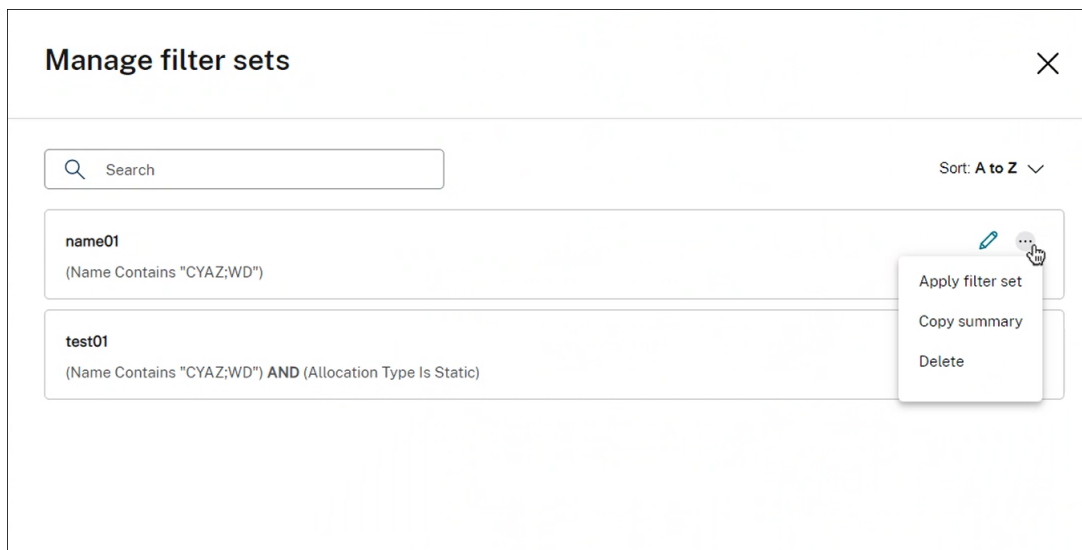 Manage filter sets
Search
Sort: A to Z
name01
(Name Contains "CYAZ;WD")
Apply filter set
Copy summary
Delete
test01
(Name Contains "CYAZ;WD") AND (Allocation Type Is Static)